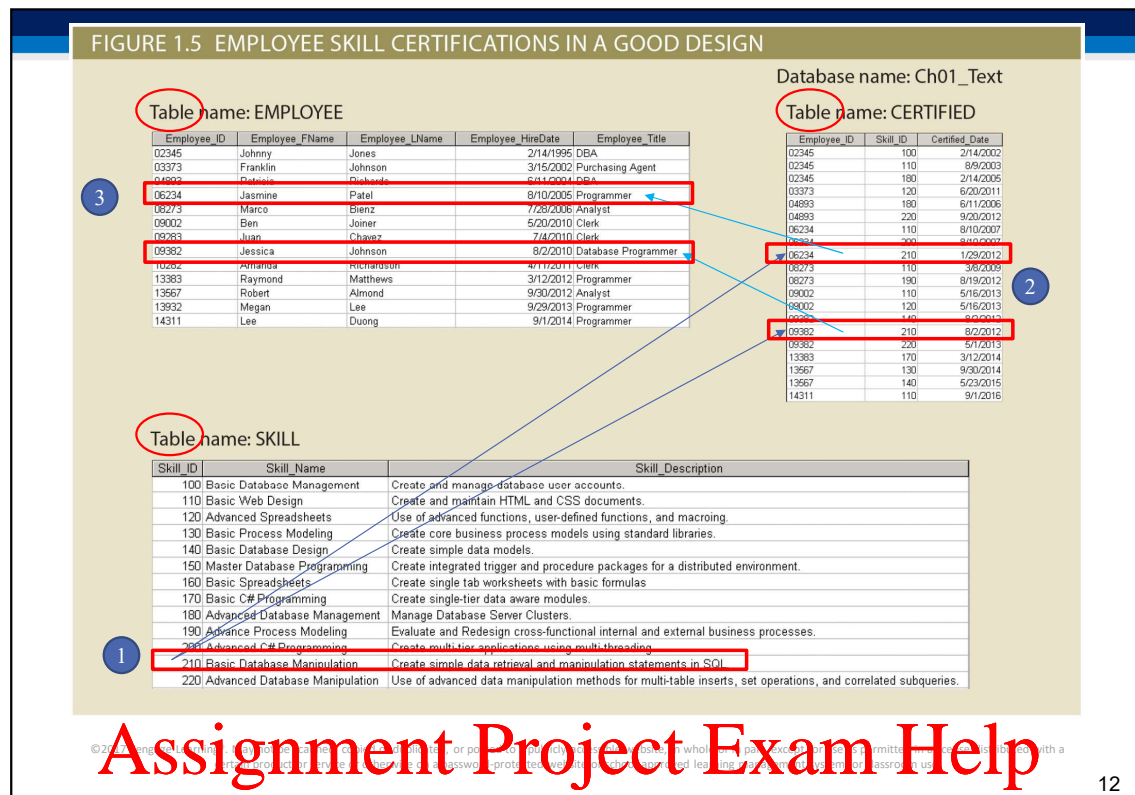 FIGURE 1.5 EMPLOYEE SKILL CERTIFICATIONS IN A GOOD DESIGN
Database name: Ch01_Text
Table name: EMPLOYEE
Employee_ID Employee_FName Employee_LName Employee_HireDate Employee_Title
02345 Johnny Jones 2/14/1995 DBA
03373 Franklin Johnson 3/15/2002 Purchasing Agent
04893 Patricia Richards 6/11/2004 DBA
06234 Jasmine Patel 8/10/2005 Programmer
08273 Marco Bienz 7/28/2006 Analyst
09002 Ben Joiner 5/20/2010 Clerk
09283 Juan Chavez 7/4/2010 Clerk
09382 Jessica Johnson 8/2/2010 Database Programmer
10282 Amanda Richardson 4/11/2011 Clerk
13383 Raymond Matthews 3/12/2012 Programmer
13567 Robert Almond 9/30/2012 Analyst
13932 Megan Lee 9/29/2013 Programmer
14311 Lee Duong 9/1/2014 Programmer
3
Table name: CERTIFIED
Employee_ID Skill_ID Certified_Date
02345 100 2/14/2002
02345 110 8/9/2003
02345 180 2/14/2005
03373 120 6/20/2011
04893 180 6/11/2006
04893 220 9/20/2012
06234 110 8/10/2007
06234 200 8/10/2007
06234 210 1/29/2012
08273 110 3/8/2009
08273 190 8/19/2012
09002 110 5/16/2013
09002 120 5/16/2013
09382 140 8/2/2012
09382 210 8/2/2012
09382 220 5/1/2013
13383 170 3/12/2014
13567 130 9/30/2014
13567 140 5/23/2015
14311 110 9/1/2016
2
Table name: SKILL
Skill_ID Skill_Name Skill_Description
100 Basic Database Management Create and manage database user accounts.
110 Basic Web Design Create and maintain HTML and CSS documents.
120 Advanced Spreadsheets Use of advanced functions, user-defined functions, and macroing.
130 Basic Process Modeling Create core business process models using standard libraries.
140 Basic Database Design Create simple data models.
150 Master Database Programming Create integrated trigger and procedure packages for a distributed environment.
160 Basic Spreadsheets Create single tab worksheets with basic formulas
170 Basic C# Programming Create single-tier data aware modules.
180 Advanced Database Management Manage Database Server Clusters.
190 Advance Process Modeling Evaluate and Redesign cross-functional internal and external business processes.
200 Advanced C# Programming Create multi-tier applications using multi-threading
210 Basic Database Manipulation Create simple data retrieval and manipulation statements in SQL
220 Advanced Database Manipulation Use of advanced data manipulation methods for multi-table inserts, set operations, and correlated subqueries.
1
Assignment Project Exam Help
12